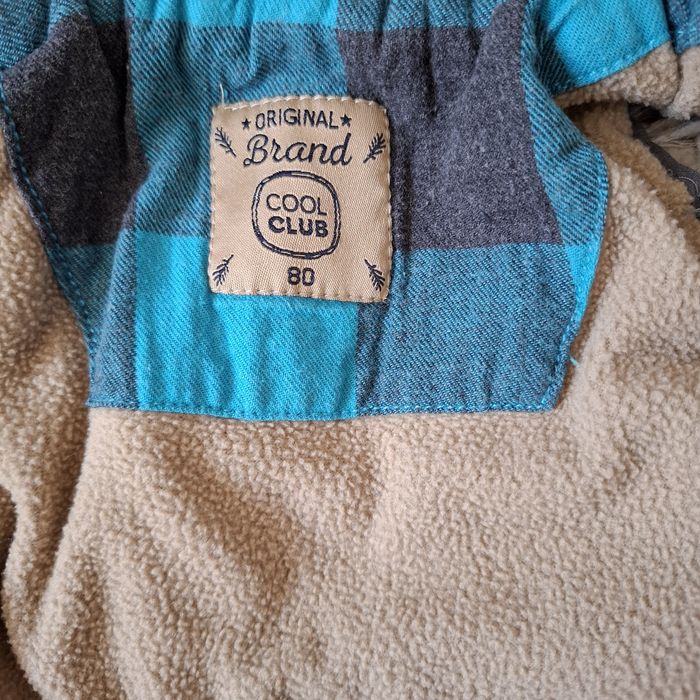 ★ ORIGINAL ★
Brand
COOL
CLUB
80